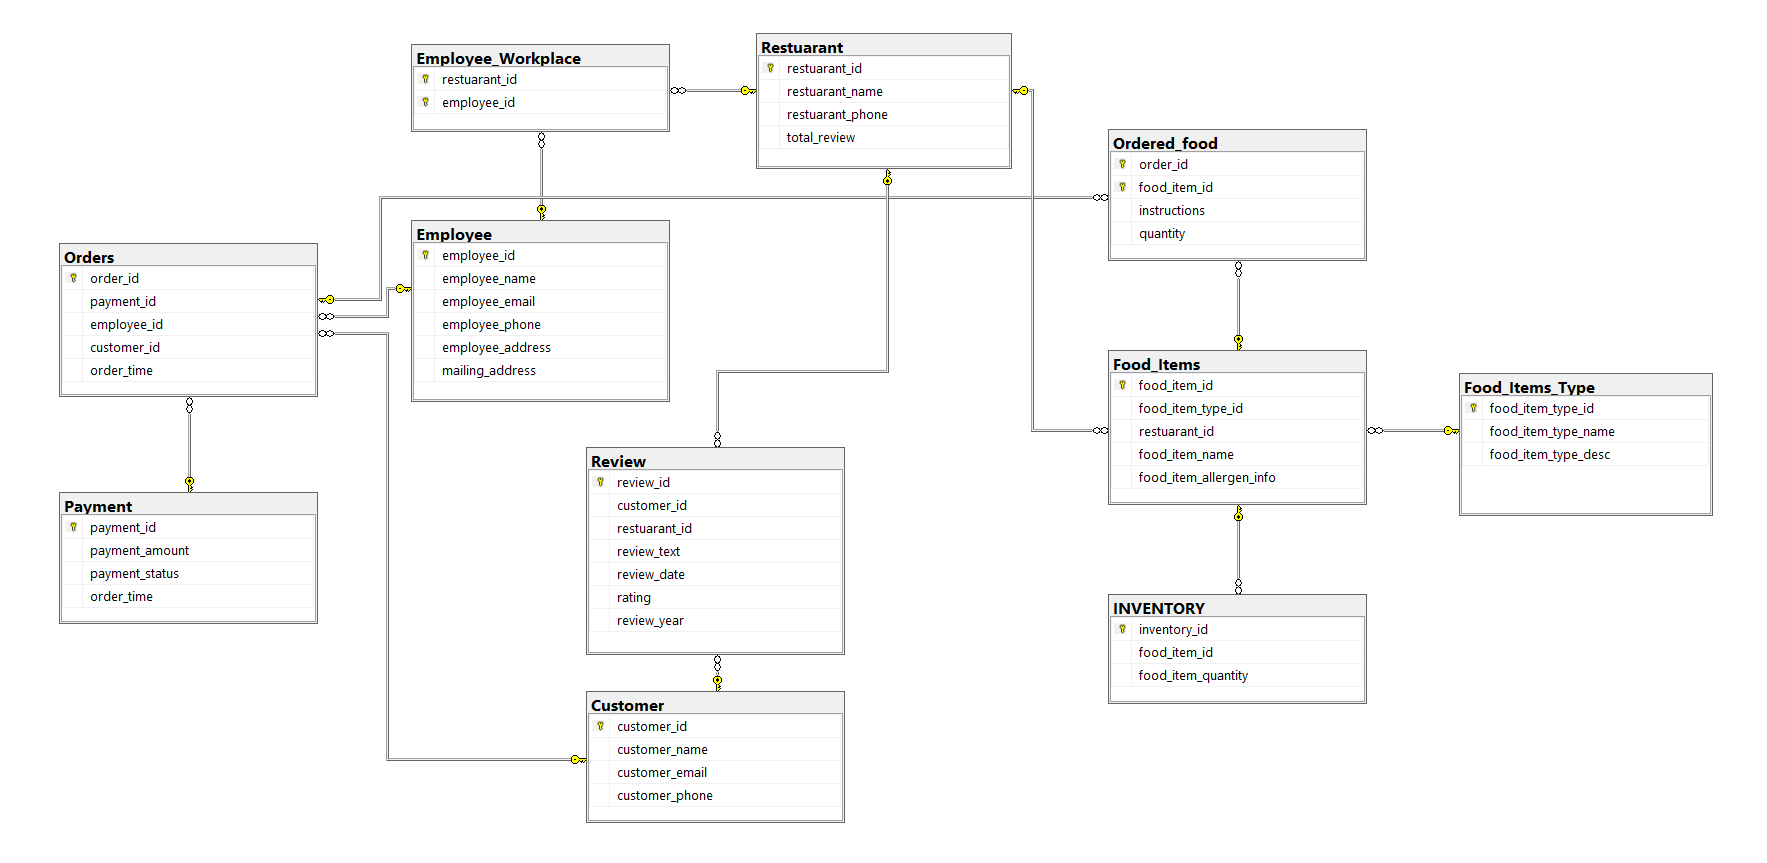 Employee_Workplace
restuarant_id
employee_id
Restuarant
restuarant_id
restuarant_name
restuarant_phone
total_review
Ordered_food
order_id
food_item_id
instructions
quantity
Employee
employee_id
employee_name
employee_email
employee_phone
employee_address
mailing_address
Orders
order_id
payment_id
employee_id
customer_id
order_time
Food_Items
food_item_id
food_item_type_id
restuarant_id
food_item_name
food_item_allergen_info
Food_Items_Type
food_item_type_id
food_item_type_name
food_item_type_desc
Review
review_id
customer_id
restuarant_id
review_text
review_date
rating
review_year
Payment
payment_id
payment_amount
payment_status
order_time
INVENTORY
inventory_id
food_item_id
food_item_quantity
Customer
customer_id
customer_name
customer_email
customer_phone